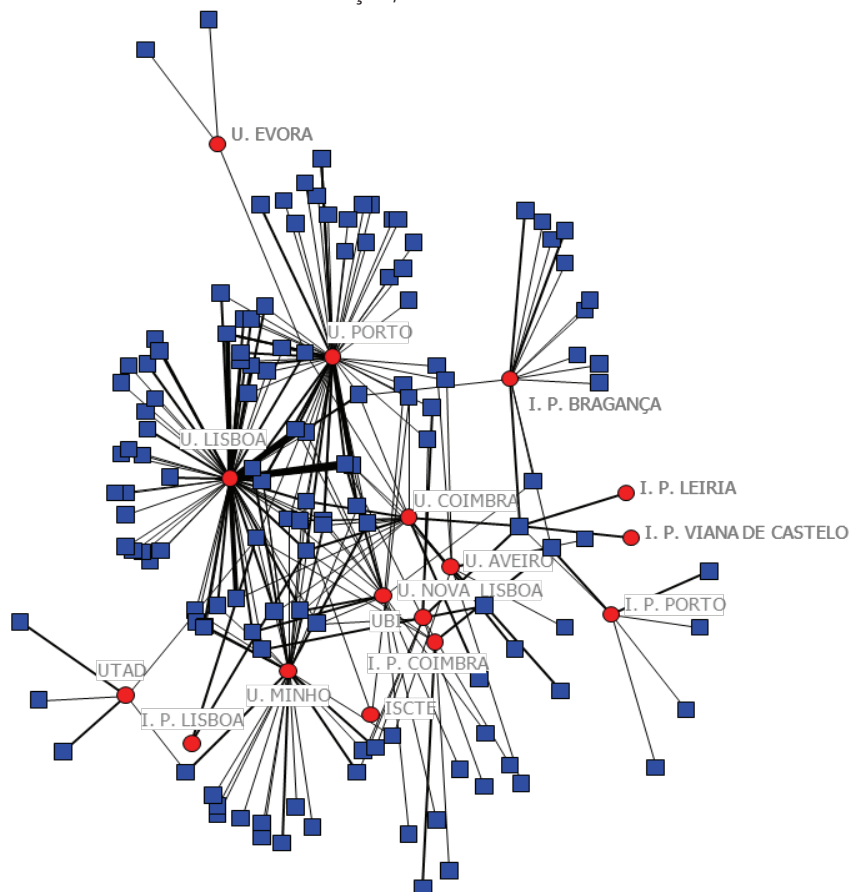 U. EVORA
U. PORTO
I. P. BRAGANÇA
U. LISBOA
I. P. LEIRIA
U. COIMBRA
I. P. VIANA DE CASTELO
U. AVEIRO
U. NOVA LISBOA
I. P. PORTO
UBI
I. P. COIMBRA
UTAD
U. MINHO
I. P. LISBOA
ISCTE